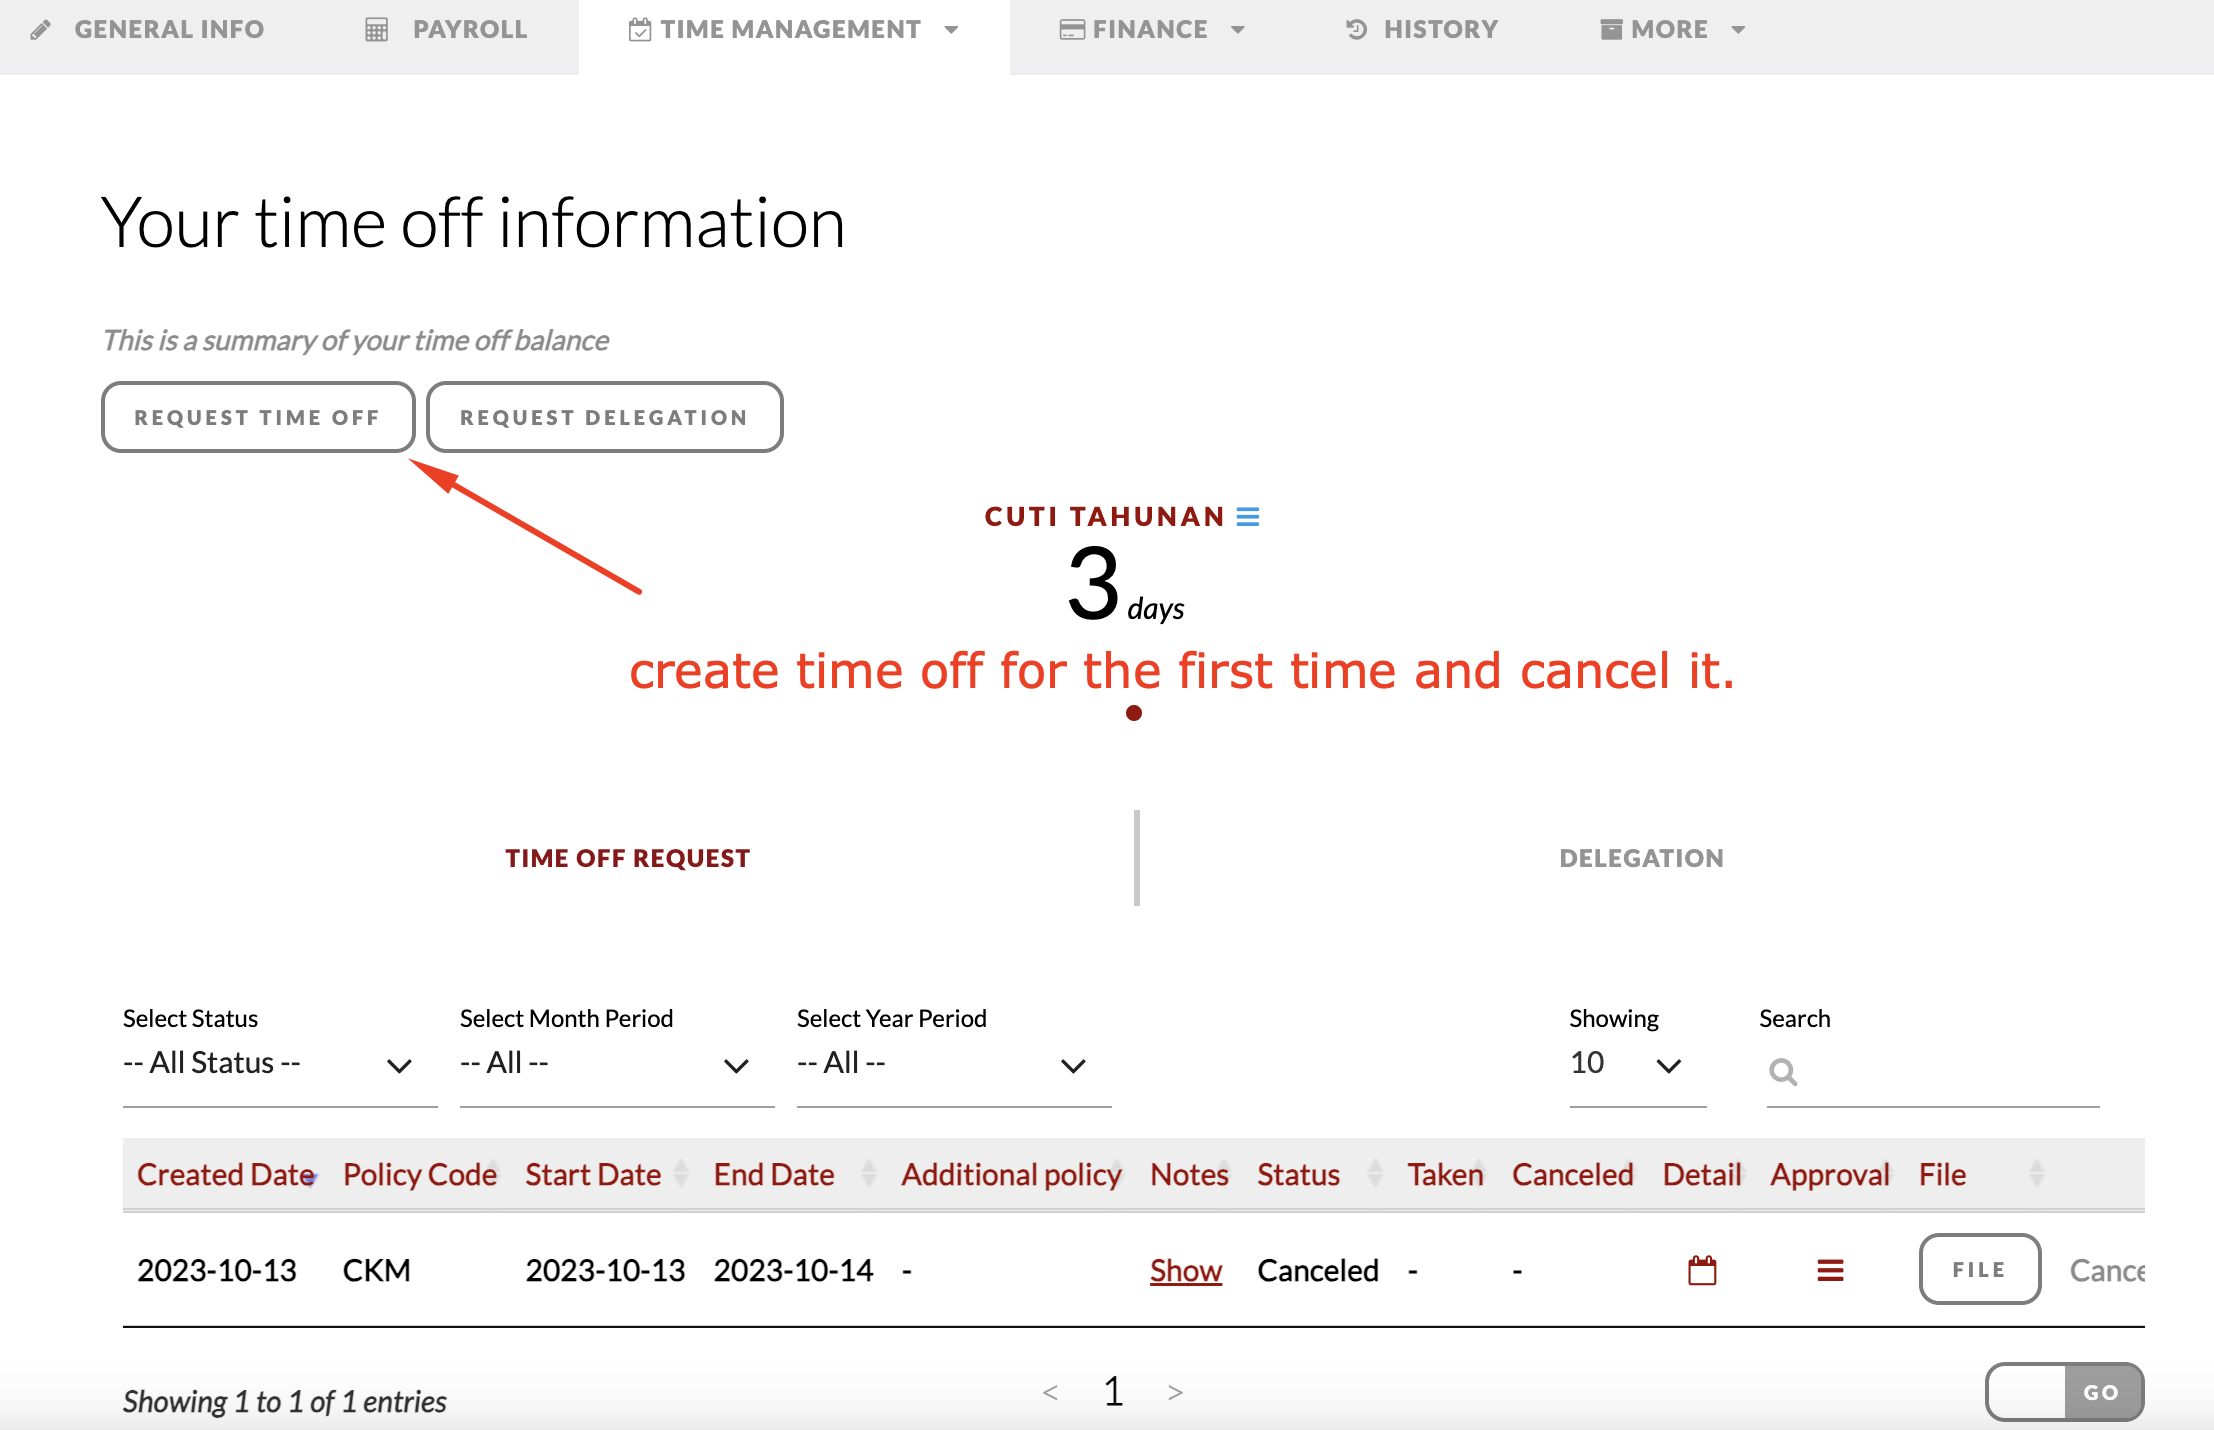 GENERAL INFO PAYROLL TIME MANAGEMENT FINANCE HISTORY MORE
Your time off information
This is a summary of your time off balance
REQUEST TIME OFF REQUEST DELEGATION
CUTI TAHUNAN
3 days
create time off for the first time and cancel it.
TIME OFF REQUEST DELEGATION
Select Status Select Month Period Select Year Period Showing Search
-- All Status -- -- All -- -- All -- 10
Created Date Policy Code Start Date End Date Additional policy Notes Status Taken Canceled Detail Approval File
2023-10-13 CKM 2023-10-13 2023-10-14 - Show Canceled - - FILE Cance
Showing 1 to 1 of 1 entries < 1 > GO